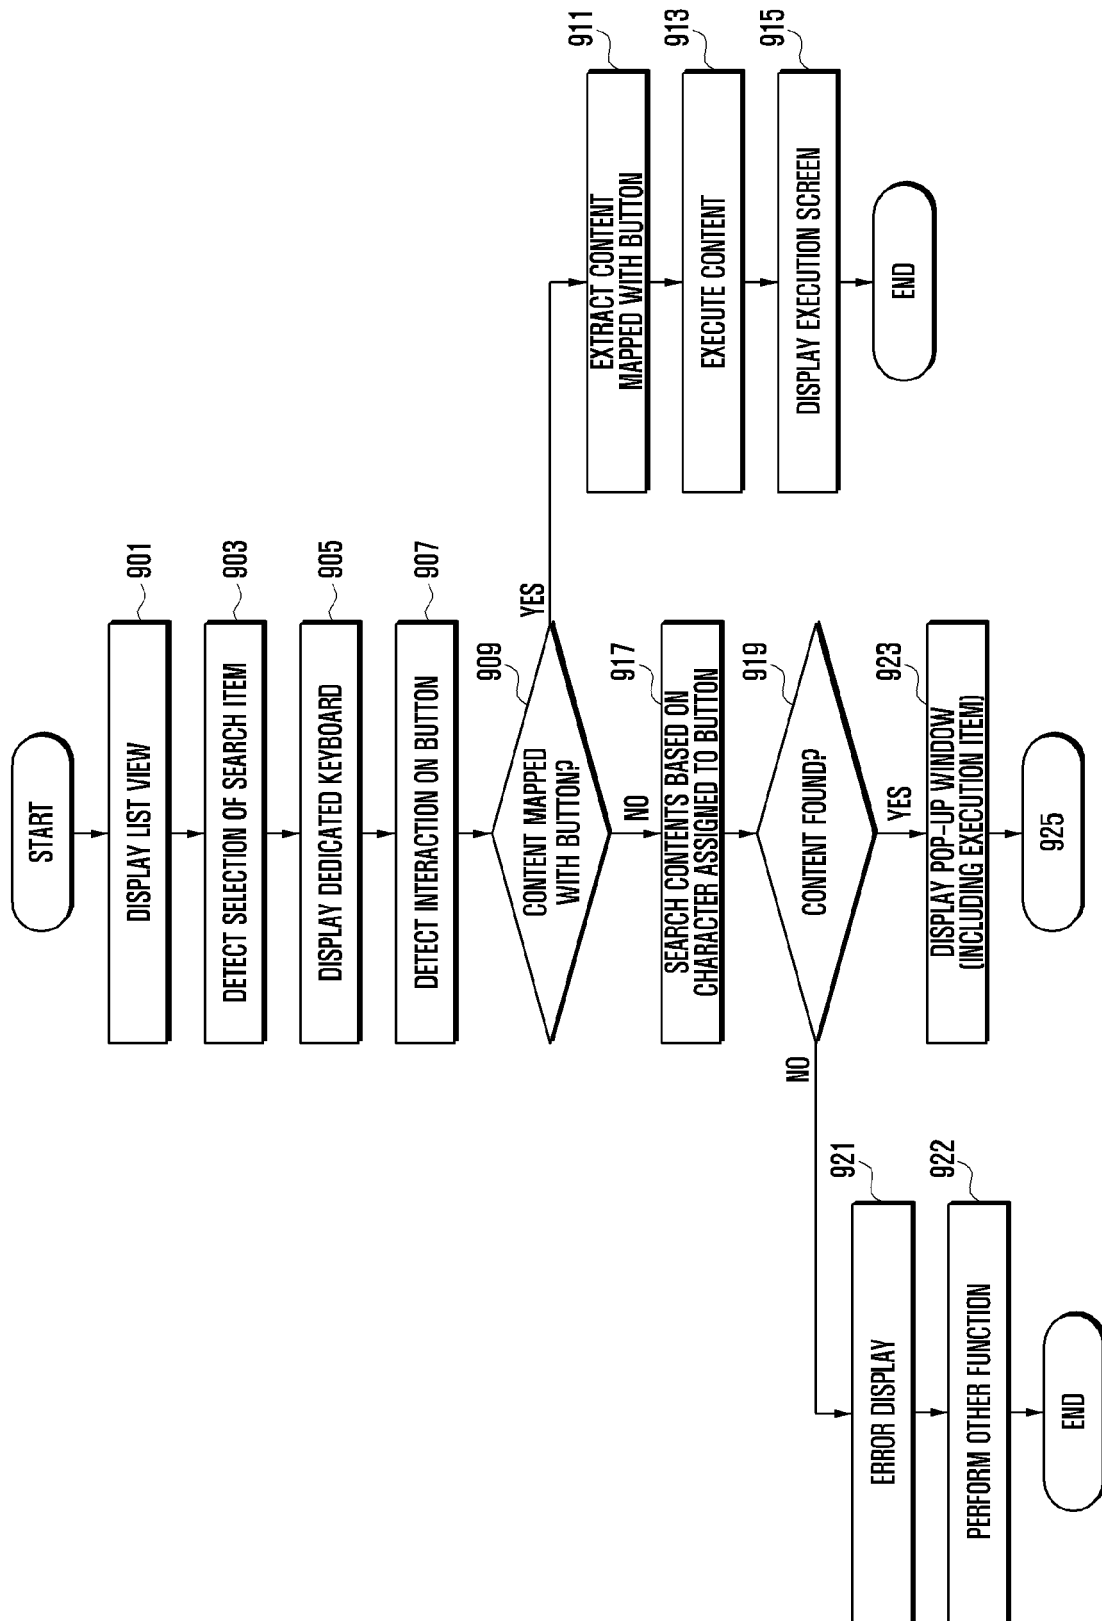 START
DISPLAY LIST VIEW
901
DETECT SELECTION OF SEARCH ITEM
903
DISPLAY DEDICATED KEYBOARD
905
DETECT INTERACTION ON BUTTON
907
CONTENT MAPPED
WITH BUTTON?
909
YES
NO
EXTRACT CONTENT
MAPPED WITH BUTTON
911
EXECUTE CONTENT
913
DISPLAY EXECUTION SCREEN
915
END
SEARCH CONTENTS BASED ON
CHARACTER ASSIGNED TO BUTTON
917
CONTENT FOUND?
919
NO
YES
ERROR DISPLAY
921
PERFORM OTHER FUNCTION
922
END
DISPLAY POP-UP WINDOW
(INCLUDING EXECUTION ITEM)
923
925